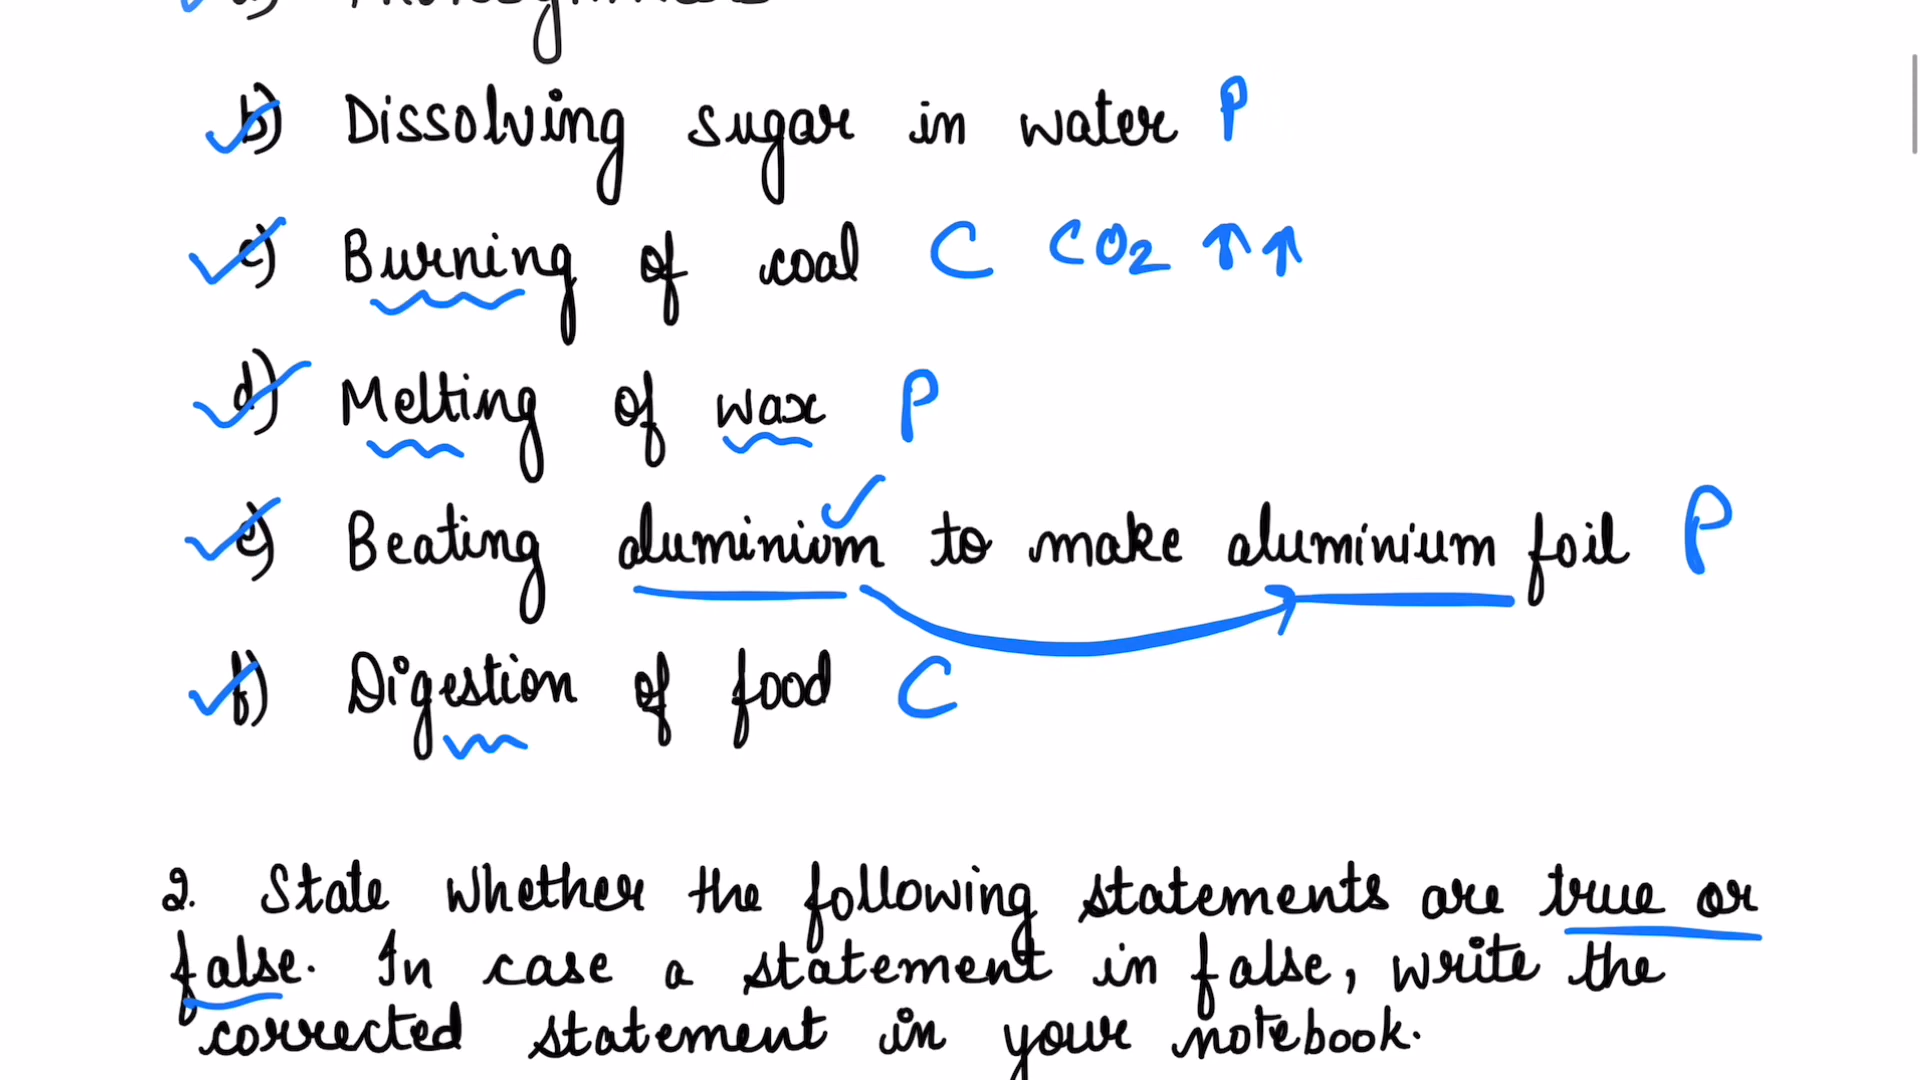 b) Dissolving sugar in water P
c) Burning of coal C CO2 ↑↑
d) Melting of wax P
e) Beating aluminium to make aluminium foil P
f) Digestion of food C
2. State whether the following statements are true or
false. In case a statement in false, write the
corrected statement in your notebook.